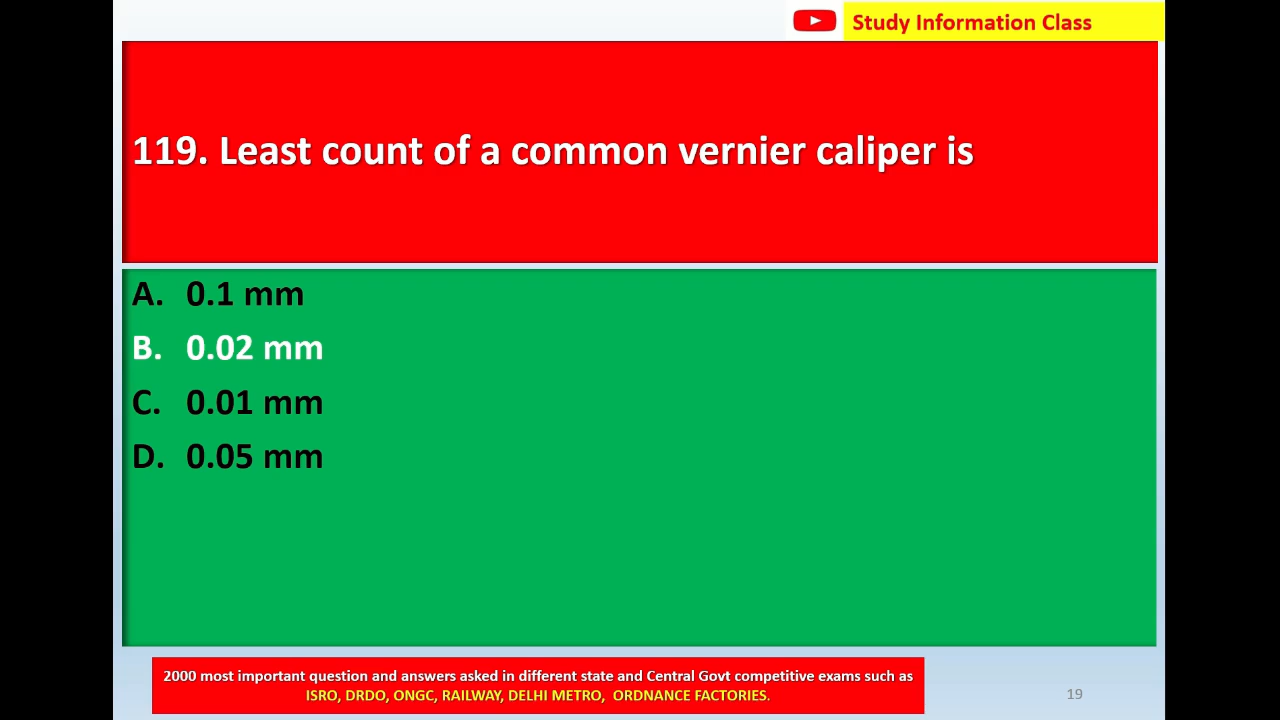 Study Information Class
119. Least count of a common vernier caliper is
A. 0.1 mm
B. 0.02 mm
C. 0.01 mm
D. 0.05 mm
2000 most important question and answers asked in different state and Central Govt competitive exams such as
ISRO, DRDO, ONGC, RAILWAY, DELHI METRO, ORDNANCE FACTORIES.
19